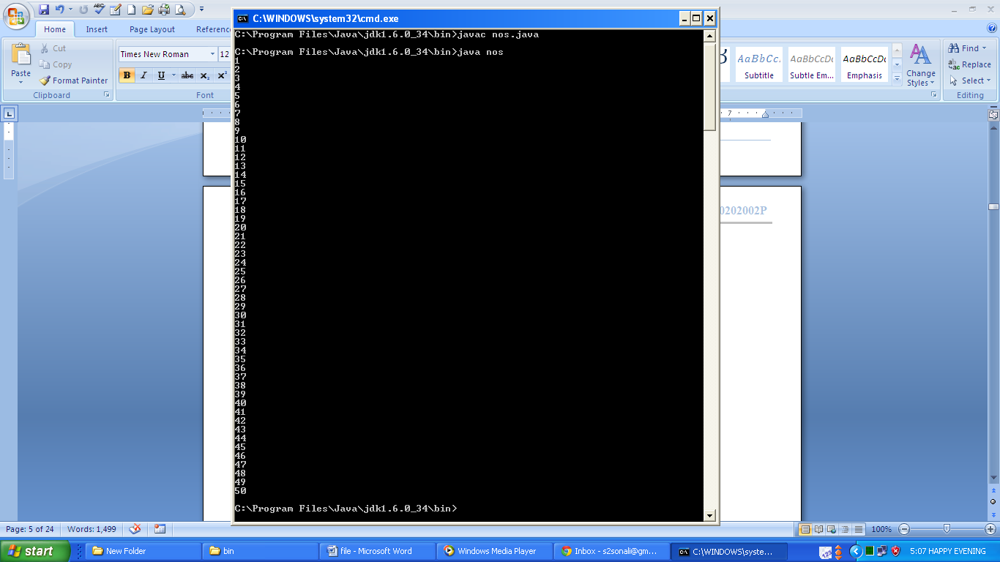 C:\WINDOWS\system32\cmd.exe
Home Insert Page Layout
Cut
Copy
Format Painter
Paste
Clipboard
Times New Roman 12
B I U abc x₂ x²
Font
AaBbCc. AaBbCcDc AaBbCcDc
Subtitle Subtle Em... Emphasis
Change
Styles
Find
Replace
Select
Editing
C:\Program Files\Java\jdk1.6.0_34\bin>javac nos.java
C:\Program Files\Java\jdk1.6.0_34\bin>java nos
1
2
3
4
5
6
7
8
9
10
11
12
13
14
15
16
17
18
19
20
21
22
23
24
25
26
27
28
29
30
31
32
33
34
35
36
37
38
39
40
41
42
43
44
45
46
47
48
49
50
C:\Program Files\Java\jdk1.6.0_34\bin>
7
0202002P
Page: 5 of 24 Words: 1,499 100%
start New Folder bin file - Microsoft Word Windows Media Player Inbox - s2sonali@gm... C:\WINDOWS\syste... 5:07 HAPPY EVENING